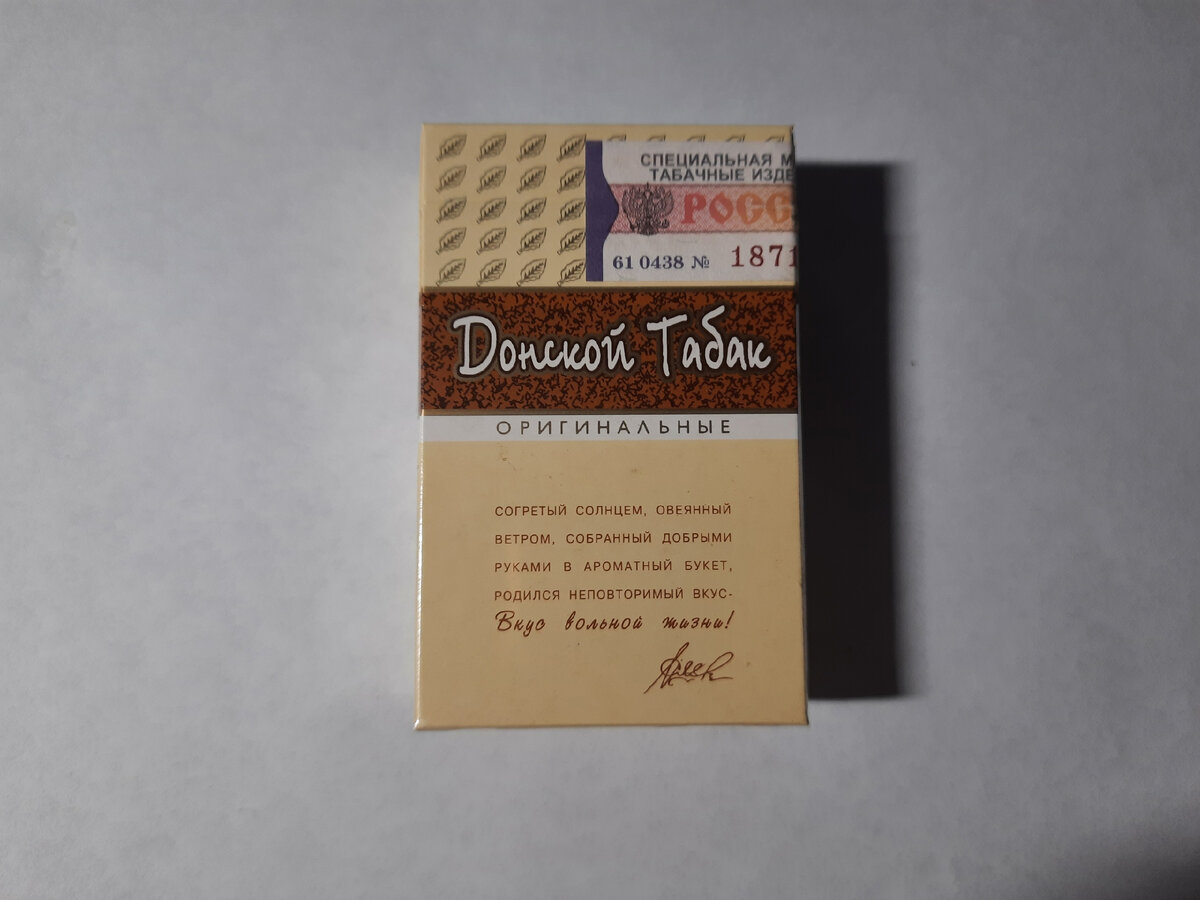 СПЕЦИАЛЬНАЯ М
ТАБАЧНЫЕ ИЗДЕ
РОСС
61 0438 № 1871
Донской Табак
ОРИГИНАЛЬНЫЕ
СОГРЕТЫЙ СОЛНЦЕМ, ОВЕЯННЫЙ
ВЕТРОМ, СОБРАННЫЙ ДОБРЫМИ
РУКАМИ В АРОМАТНЫЙ БУКЕТ,
РОДИЛСЯ НЕПОВТОРИМЫЙ ВКУС-
Вкус вольной жизни!